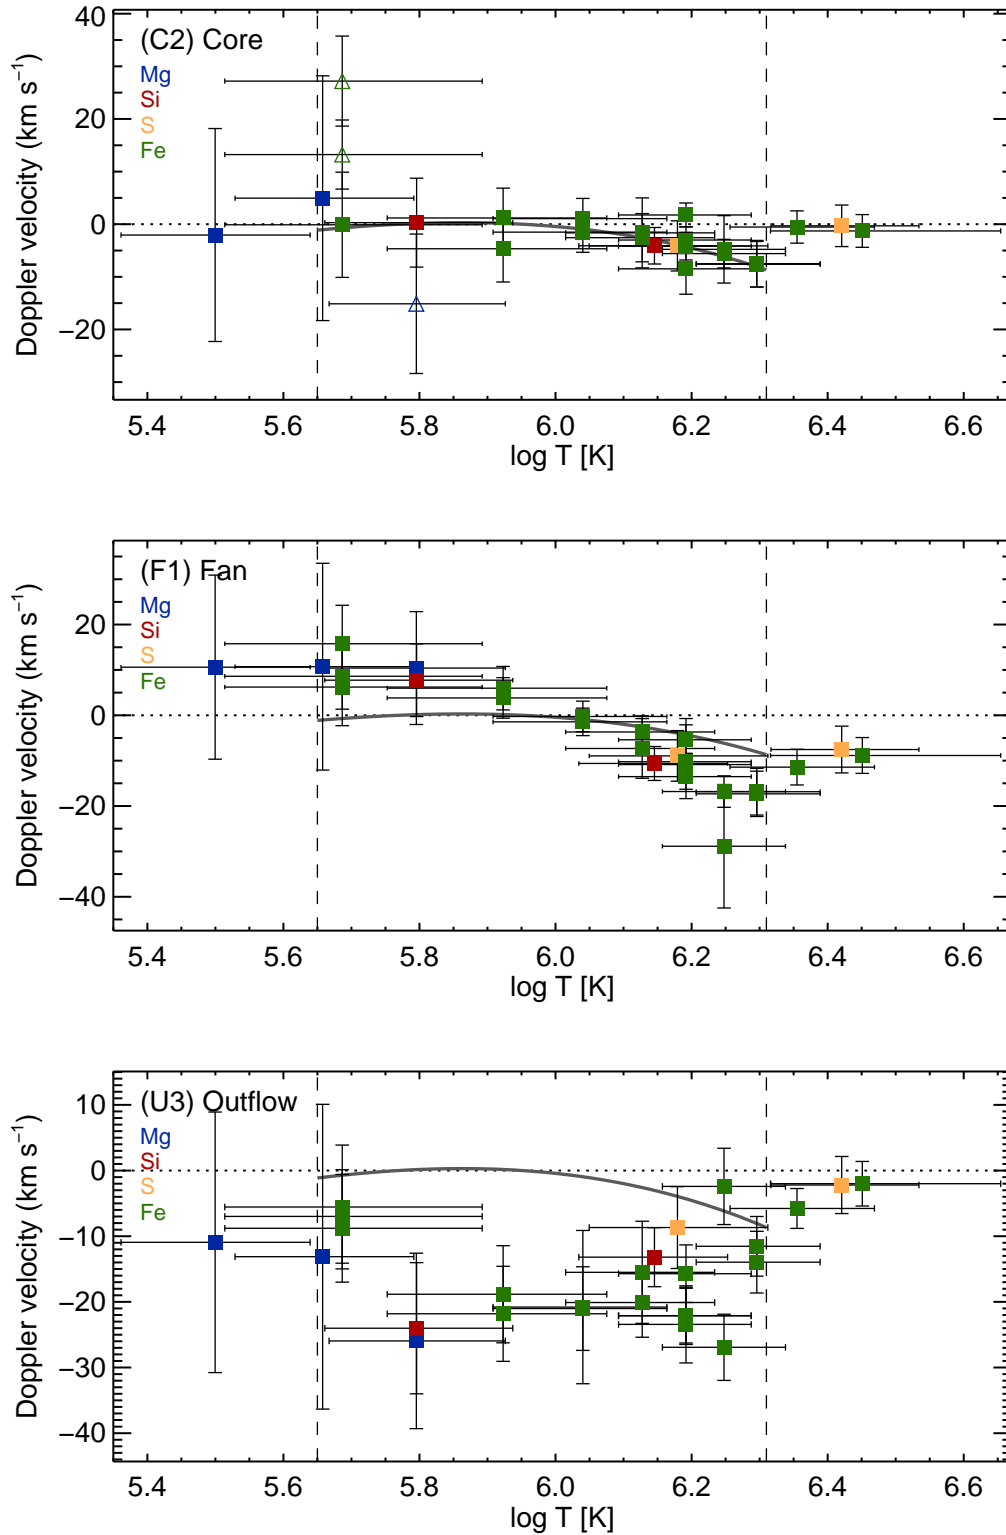 (C2) Core
Mg
Si
S
Fe
40
20
0
−20
Doppler velocity (km s⁻¹)
5.4 5.6 5.8 6.0 6.2 6.4 6.6
log T [K]
(F1) Fan
Mg
Si
S
Fe
20
0
−20
−40
Doppler velocity (km s⁻¹)
5.4 5.6 5.8 6.0 6.2 6.4 6.6
log T [K]
(U3) Outflow
Mg
Si
S
Fe
10
0
−10
−20
−30
−40
Doppler velocity (km s⁻¹)
5.4 5.6 5.8 6.0 6.2 6.4 6.6
log T [K]